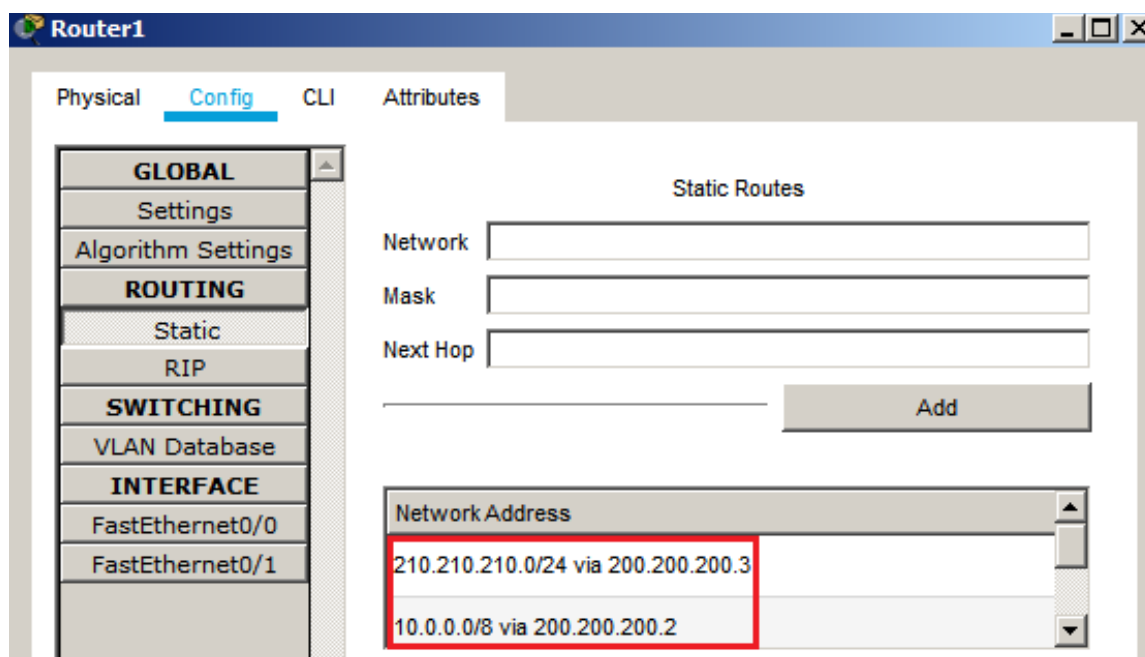 Router1
Physical Config CLI Attributes
GLOBAL
Settings
Algorithm Settings
ROUTING
Static
RIP
SWITCHING
VLAN Database
INTERFACE
FastEthernet0/0
FastEthernet0/1
Static Routes
Network
Mask
Next Hop
Add
Network Address
210.210.210.0/24 via 200.200.200.3
10.0.0.0/8 via 200.200.200.2